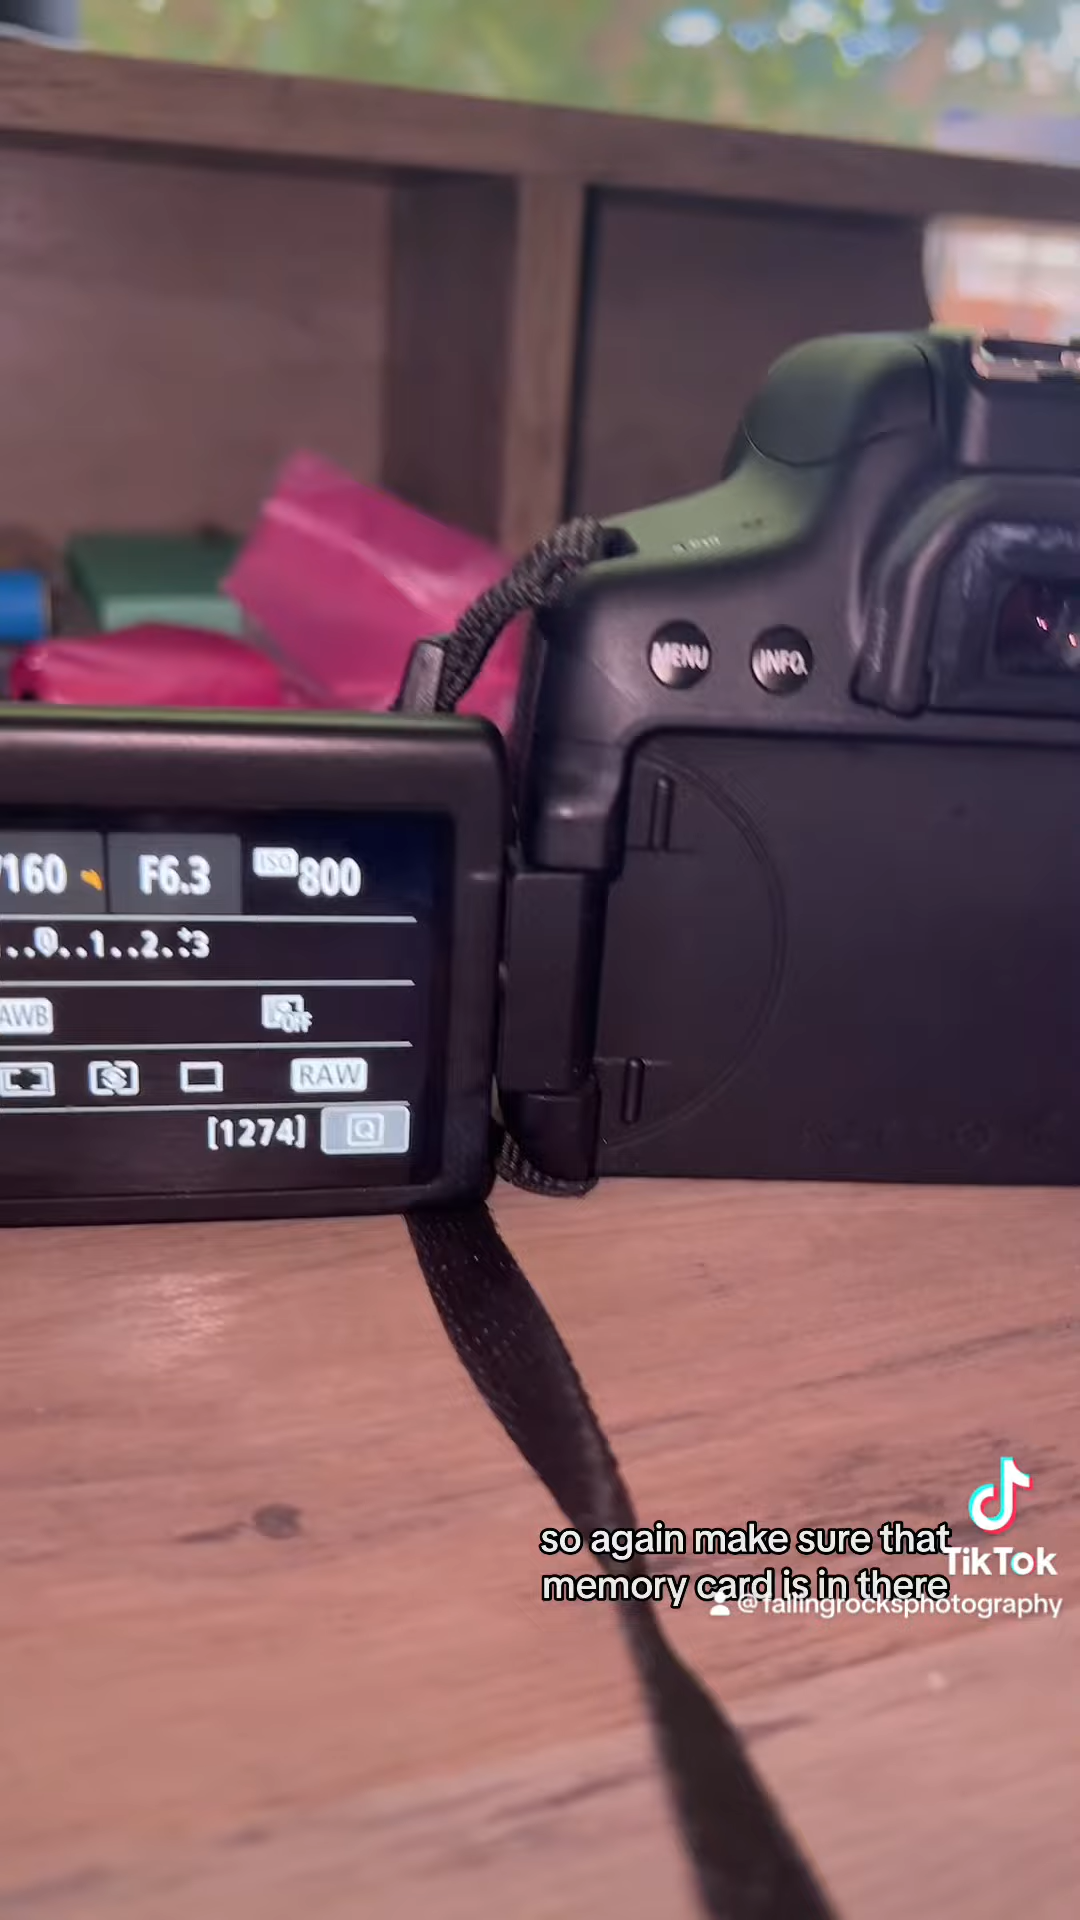 MENU INFO.
/160 F6.3 ISO 800
..0..1..2.:3
AWB OFF
RAW
[1274] Q
so again make sure that
memory card is in there
TikTok
@fallingrocksphotography